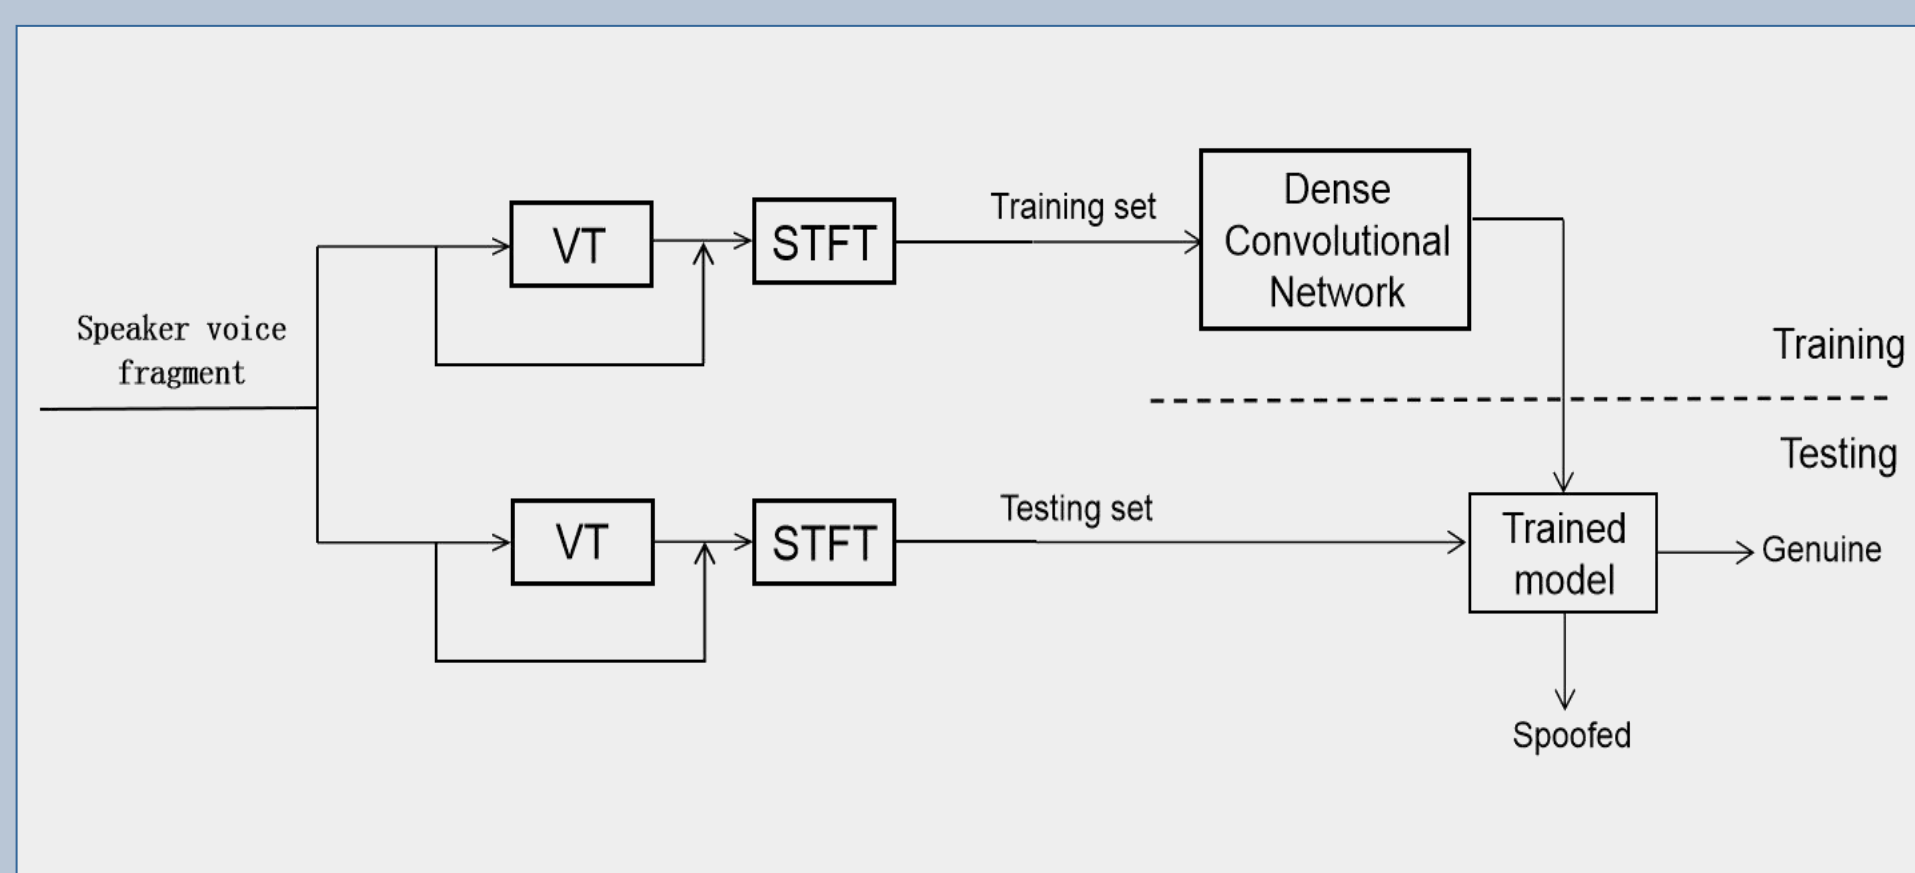 Speaker voice
fragment
VT
STFT
Training set
Dense
Convolutional
Network
Training
Testing
VT
STFT
Testing set
Trained
model
Genuine
Spoofed